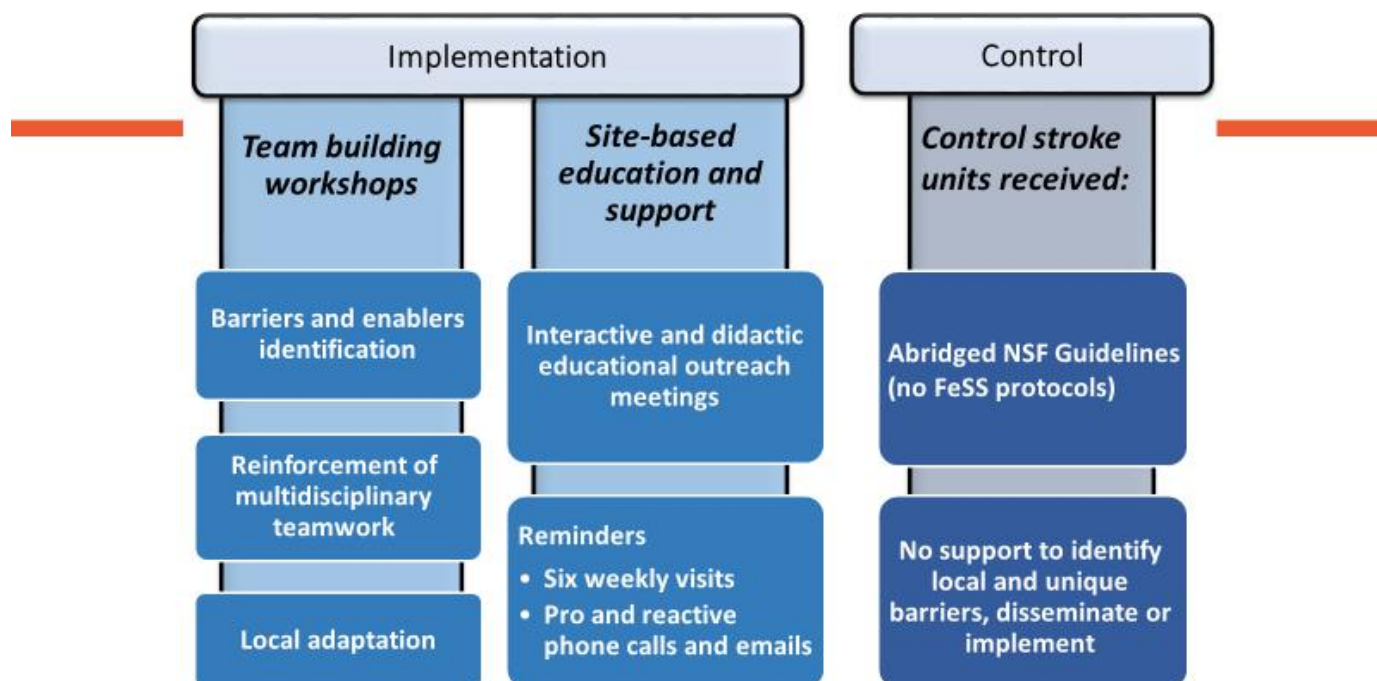 Implementation
Control
Team building
workshops
Site-based
education and
support
Control stroke
units received:
Barriers and enablers
identification
Reinforcement of
multidisciplinary
teamwork
Local adaptation
Interactive and didactic
educational outreach
meetings
Reminders
• Six weekly visits
• Pro and reactive
phone calls and emails
Abridged NSF Guidelines
(no FeSS protocols)
No support to identify
local and unique
barriers, disseminate or
implement